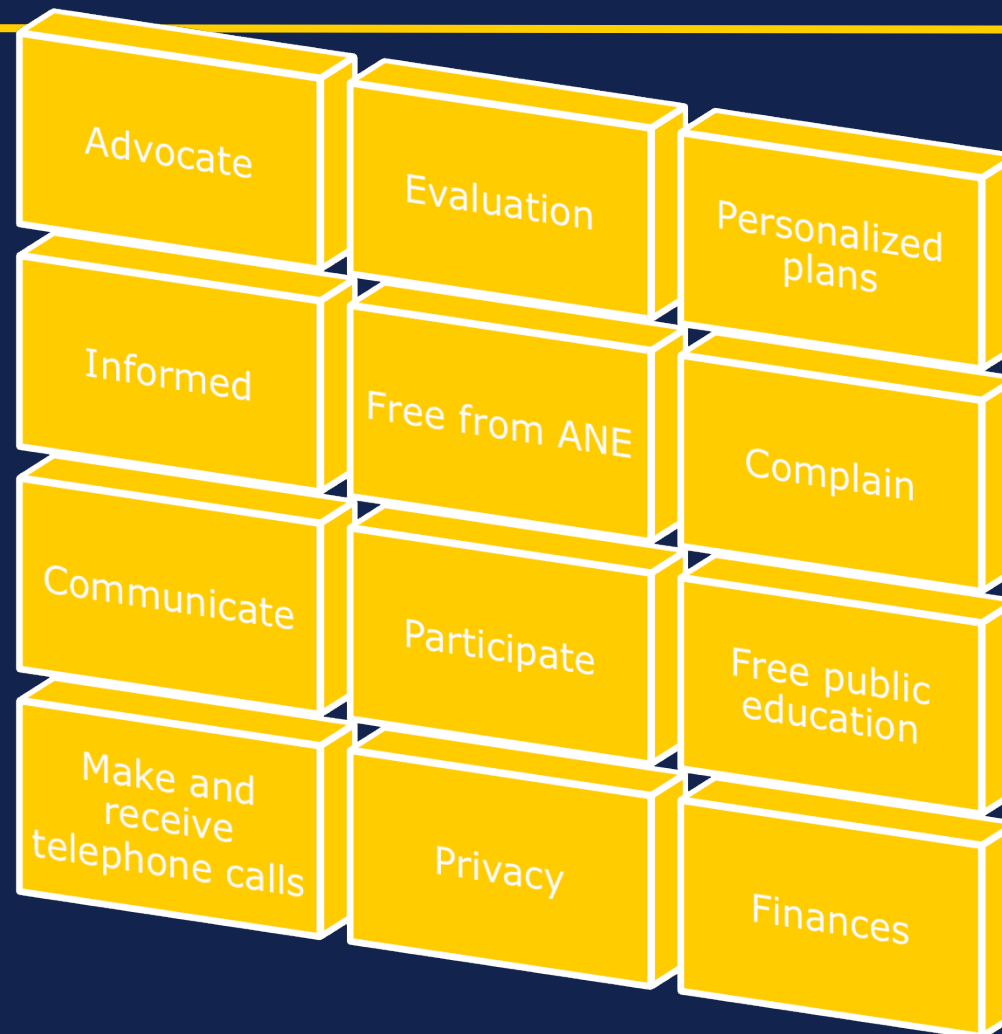 Advocate
Evaluation
Personalized
plans
Informed
Free from ANE
Complain
Communicate
Participate
Free public
education
Make and
receive
telephone calls
Privacy
Finances